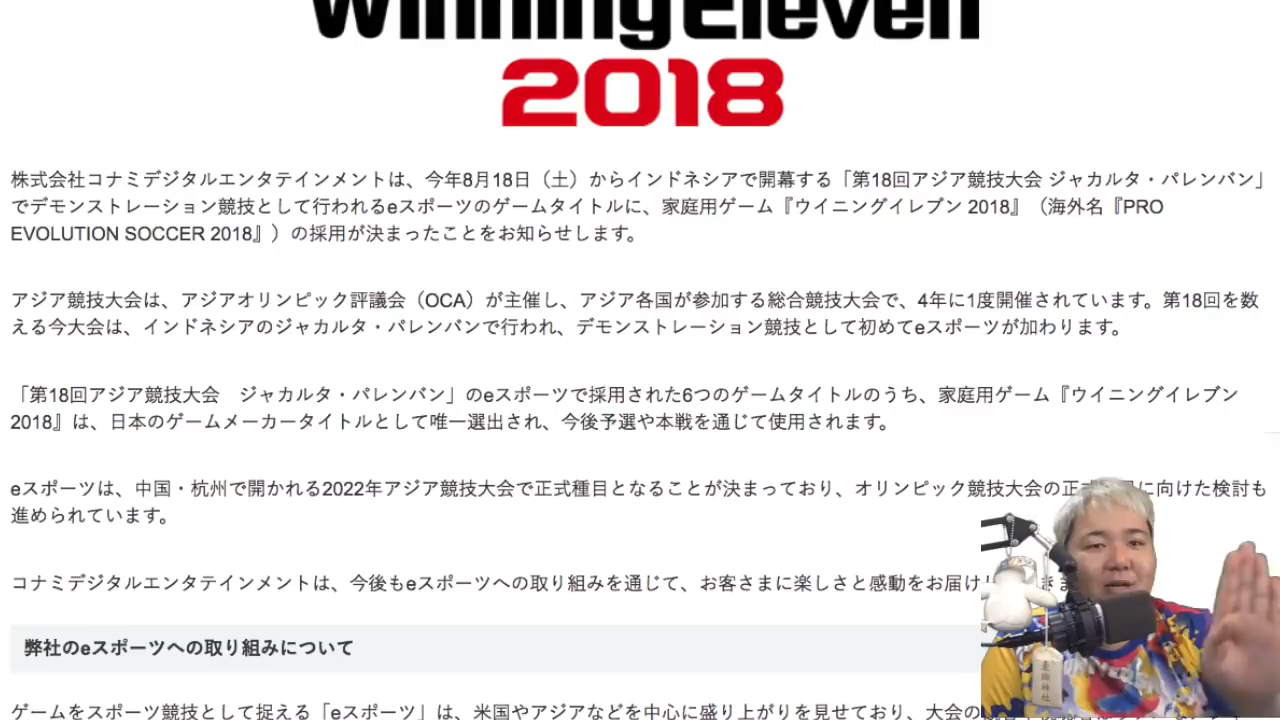 Winning Eleven
2018
株式会社コナミデジタルエンタテインメントは、今年8月18日（土）からインドネシアで開幕する「第18回アジア競技大会 ジャカルタ・パレンバン」
でデモンストレーション競技として行われるeスポーツのゲームタイトルに、家庭用ゲーム『ウイニングイレブン 2018』（海外名『PRO
EVOLUTION SOCCER 2018』）の採用が決まったことをお知らせします。
アジア競技大会は、アジアオリンピック評議会（OCA）が主催し、アジア各国が参加する総合競技大会で、4年に1度開催されています。第18回を数
える今大会は、インドネシアのジャカルタ・パレンバンで行われ、デモンストレーション競技として初めてeスポーツが加わります。
「第18回アジア競技大会　ジャカルタ・パレンバン」のeスポーツで採用された6つのゲームタイトルのうち、家庭用ゲーム『ウイニングイレブン
2018』は、日本のゲームメーカータイトルとして唯一選出され、今後予選や本戦を通じて使用されます。
eスポーツは、中国・杭州で開かれる2022年アジア競技大会で正式種目となることが決まっており、オリンピック競技大会の正 に向けた検討も
進められています。
コナミデジタルエンタテインメントは、今後もeスポーツへの取り組みを通じて、お客さまに楽しさと感動をお届け
弊社のeスポーツへの取り組みについて
ゲームをスポーツ競技として捉える「eスポーツ」は、米国やアジアなどを中心に盛り上がりを見せており、大会の